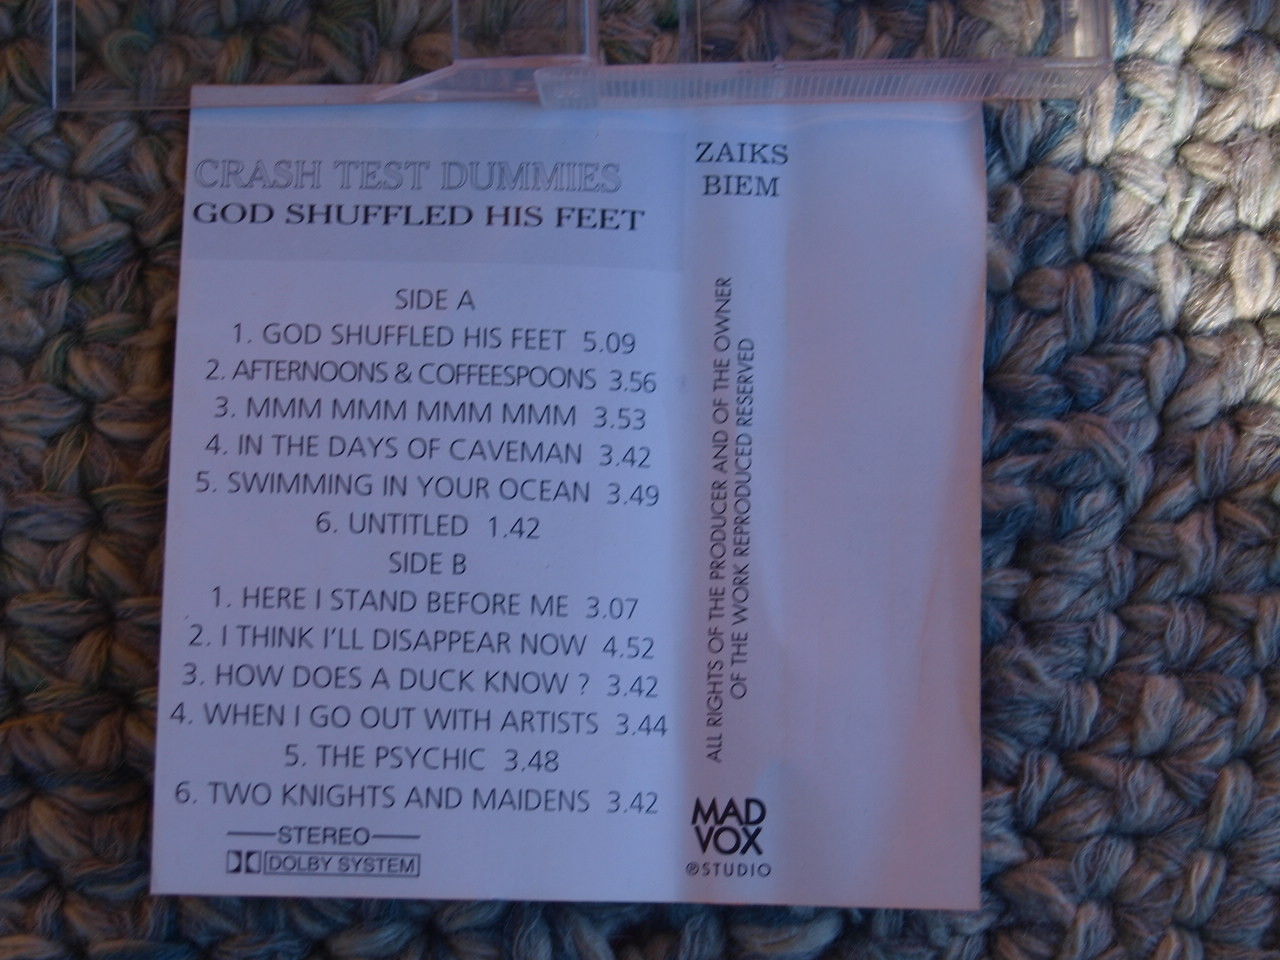 CRASH TEST DUMMIES
GOD SHUFFLED HIS FEET
SIDE A
1. GOD SHUFFLED HIS FEET 5.09
2. AFTERNOONS & COFFEESPOONS 3.56
3. MMM MMM MMM MMM 3.53
4. IN THE DAYS OF CAVEMAN 3.42
5. SWIMMING IN YOUR OCEAN 3.49
6. UNTITLED 1.42
SIDE B
1. HERE I STAND BEFORE ME 3.07
2. I THINK I'LL DISAPPEAR NOW 4.52
3. HOW DOES A DUCK KNOW ? 3.42
4. WHEN I GO OUT WITH ARTISTS 3.44
5. THE PSYCHIC 3.48
6. TWO KNIGHTS AND MAIDENS 3.42
STEREO
DOLBY SYSTEM
ZAIKS
BIEM
ALL RIGHTS OF THE PRODUCER AND OF THE OWNER
OF THE WORK REPRODUCED RESERVED
MAD
VOX
℗STUDIO